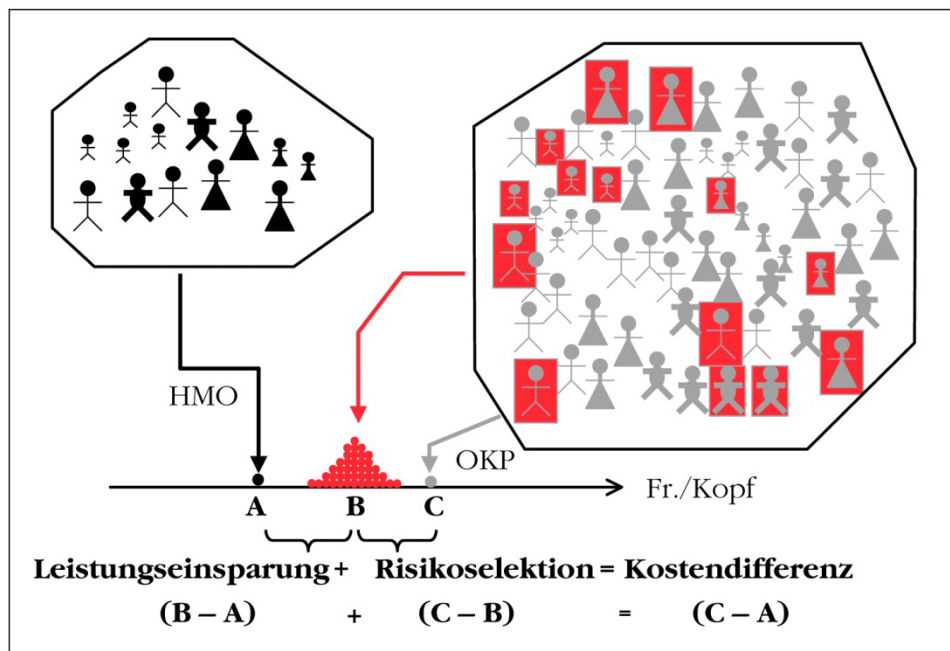 HMO
OKP
Fr./Kopf
A B C
Leistungseinsparung + Risikoselektion = Kostendifferenz
(B – A) + (C – B) = (C – A)